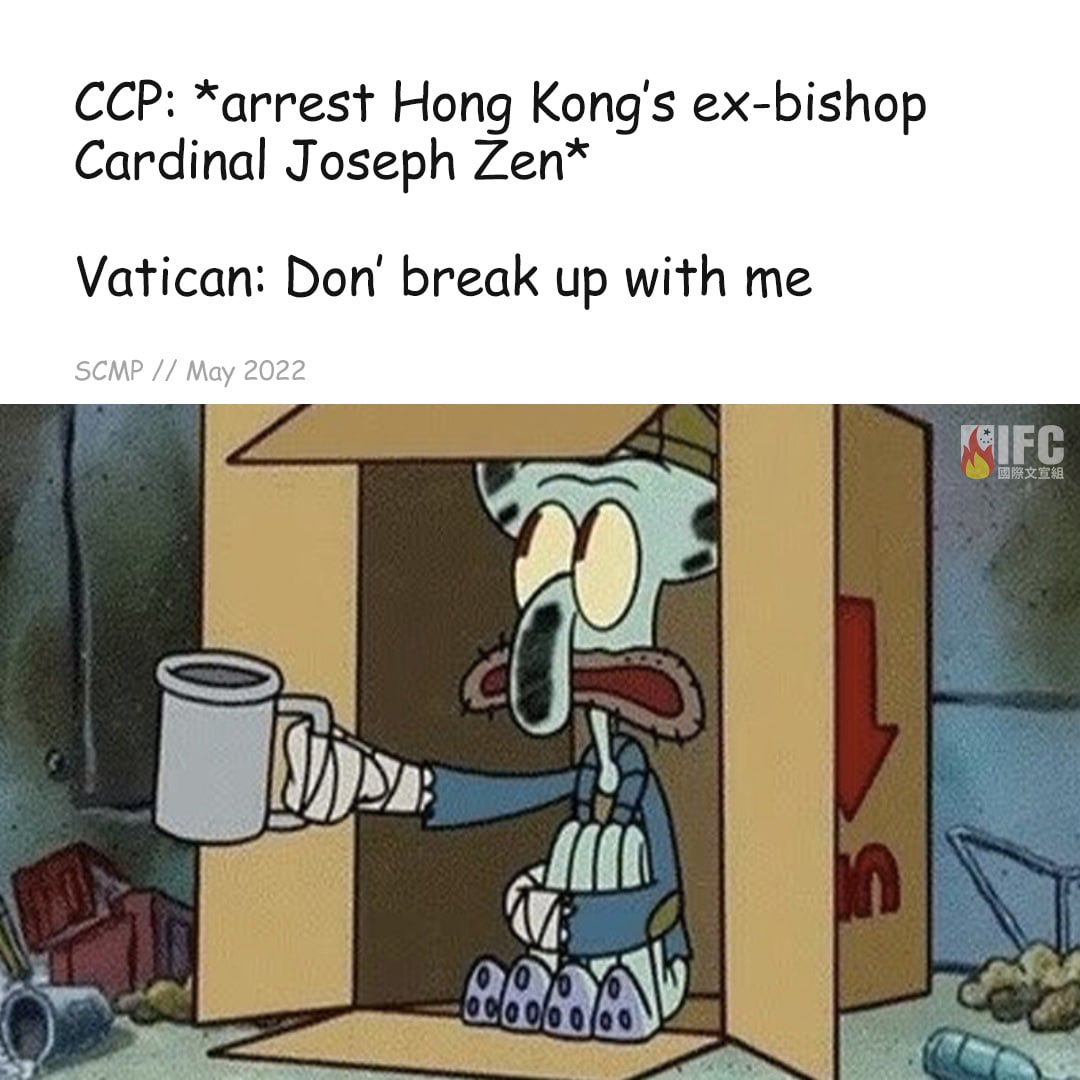 CCP: *arrest Hong Kong's ex-bishop
Cardinal Joseph Zen*
Vatican: Don' break up with me
SCMP // May 2022
IFC
國際文宣組